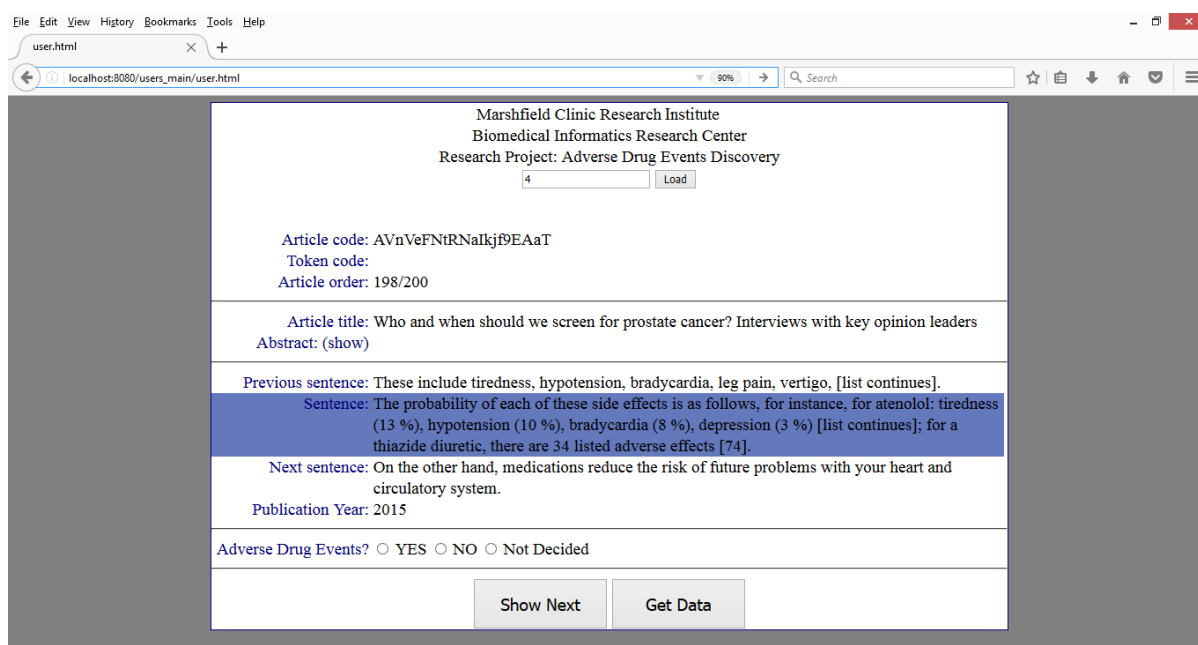 File Edit View History Bookmarks Tools Help
user.html
localhost:8080/users_main/user.html 90% Search
Marshfield Clinic Research Institute
Biomedical Informatics Research Center
Research Project: Adverse Drug Events Discovery
4 Load
Article code: AVnVeFNtRNaIkjf9EAaT
Token code:
Article order: 198/200
Article title: Who and when should we screen for prostate cancer? Interviews with key opinion leaders
Abstract: (show)
Previous sentence: These include tiredness, hypotension, bradycardia, leg pain, vertigo, [list continues].
Sentence: The probability of each of these side effects is as follows, for instance, for atenolol: tiredness
(13 %), hypotension (10 %), bradycardia (8 %), depression (3 %) [list continues]; for a
thiazide diuretic, there are 34 listed adverse effects [74].
Next sentence: On the other hand, medications reduce the risk of future problems with your heart and
circulatory system.
Publication Year: 2015
Adverse Drug Events? YES NO Not Decided
Show Next Get Data